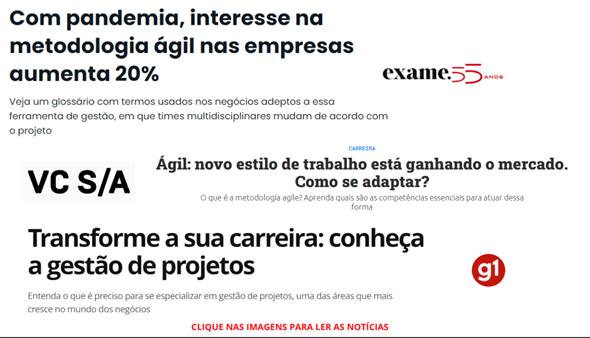 Com pandemia, interesse na
metodologia ágil nas empresas
aumenta 20%
exame.55 ANOS
Veja um glossário com termos usados nos negócios adeptos a essa
ferramenta de gestão, em que times multidisciplinares mudam de acordo com
o projeto
CARREIRA
VC S/A
Ágil: novo estilo de trabalho está ganhando o mercado.
Como se adaptar?
O que é a metodologia agile? Aprenda quais são as competências essenciais para atuar dessa
forma
Transforme a sua carreira: conheça
a gestão de projetos
g1
Entenda o que é preciso para se especializar em gestão de projetos, uma das áreas que mais
cresce no mundo dos negócios
CLIQUE NAS IMAGENS PARA LER AS NOTÍCIAS